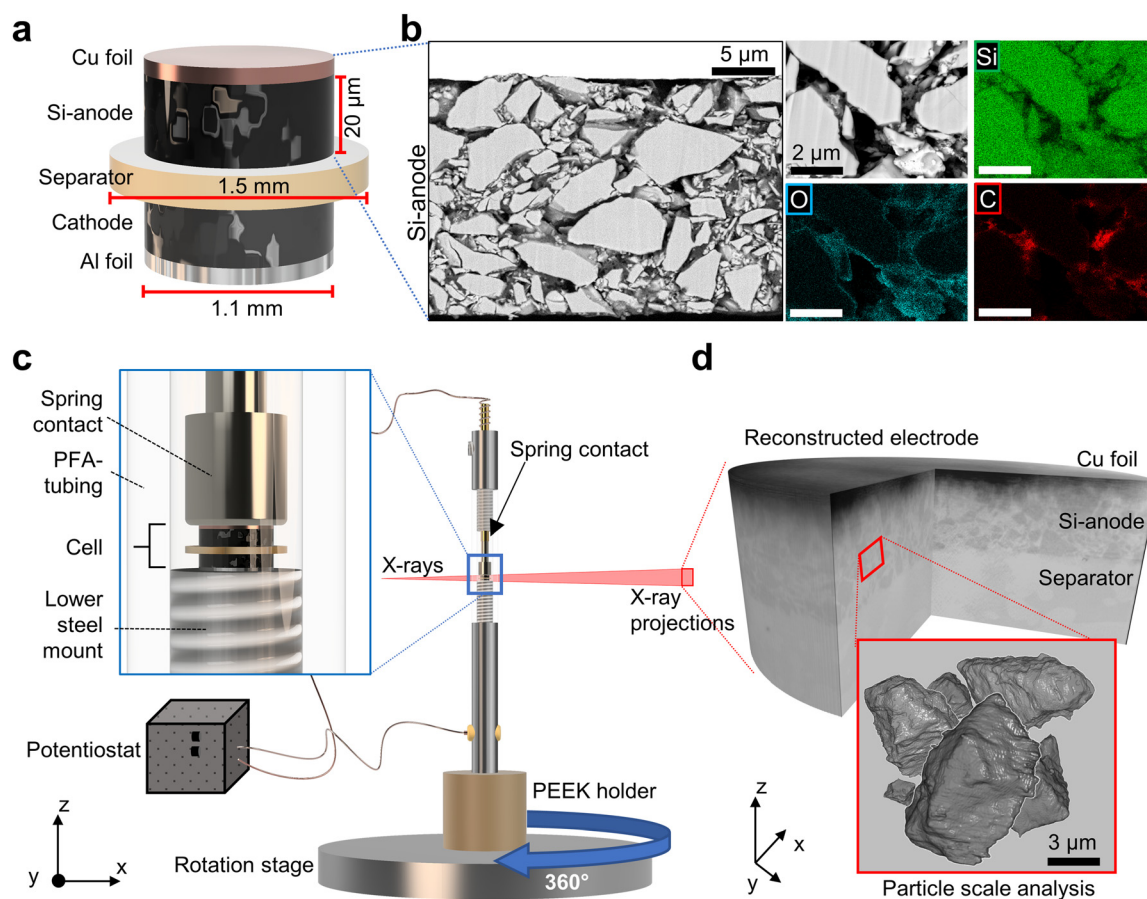 a
Cu foil
Si-anode
20 µm
Separator
1.5 mm
Cathode
Al foil
1.1 mm
b
Si-anode
5 µm
2 µm
Si
O
C
c
Spring
contact
PFA-
tubing
Cell
Lower
steel
mount
Spring contact
X-rays
X-ray
projections
Potentiostat
PEEK holder
Rotation stage
360°
z
y
x
d
Reconstructed electrode
Cu foil
Si-anode
Separator
3 µm
z
x
y
Particle scale analysis